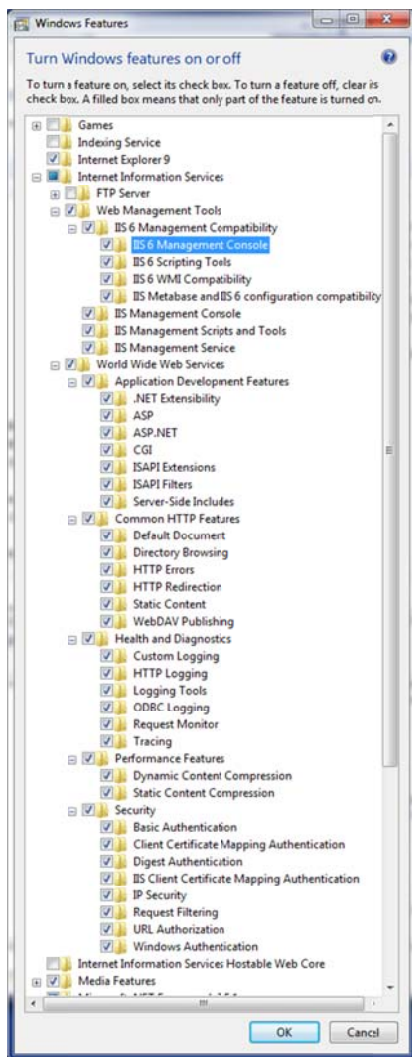 Windows Features
Turn Windows features on or off
To turn a feature on, select its check box. To turn a feature off, clear its
check box. A filled box means that only part of the feature is turned on.
Games
Indexing Service
Internet Explorer 9
Internet Information Services
FTP Server
Web Management Tools
IIS 6 Management Compatibility
IIS 6 Management Console
IIS 6 Scripting Tools
IIS 6 WMI Compatibility
IIS Metabase and IIS 6 configuration compatibility
IIS Management Console
IIS Management Scripts and Tools
IIS Management Service
World Wide Web Services
Application Development Features
.NET Extensibility
ASP
ASP.NET
CGI
ISAPI Extensions
ISAPI Filters
Server-Side Includes
Common HTTP Features
Default Document
Directory Browsing
HTTP Errors
HTTP Redirection
Static Content
WebDAV Publishing
Health and Diagnostics
Custom Logging
HTTP Logging
Logging Tools
ODBC Logging
Request Monitor
Tracing
Performance Features
Dynamic Content Compression
Static Content Compression
Security
Basic Authentication
Client Certificate Mapping Authentication
Digest Authentication
IIS Client Certificate Mapping Authentication
IP Security
Request Filtering
URL Authorization
Windows Authentication
Internet Information Services Hostable Web Core
Media Features
OK Cancel